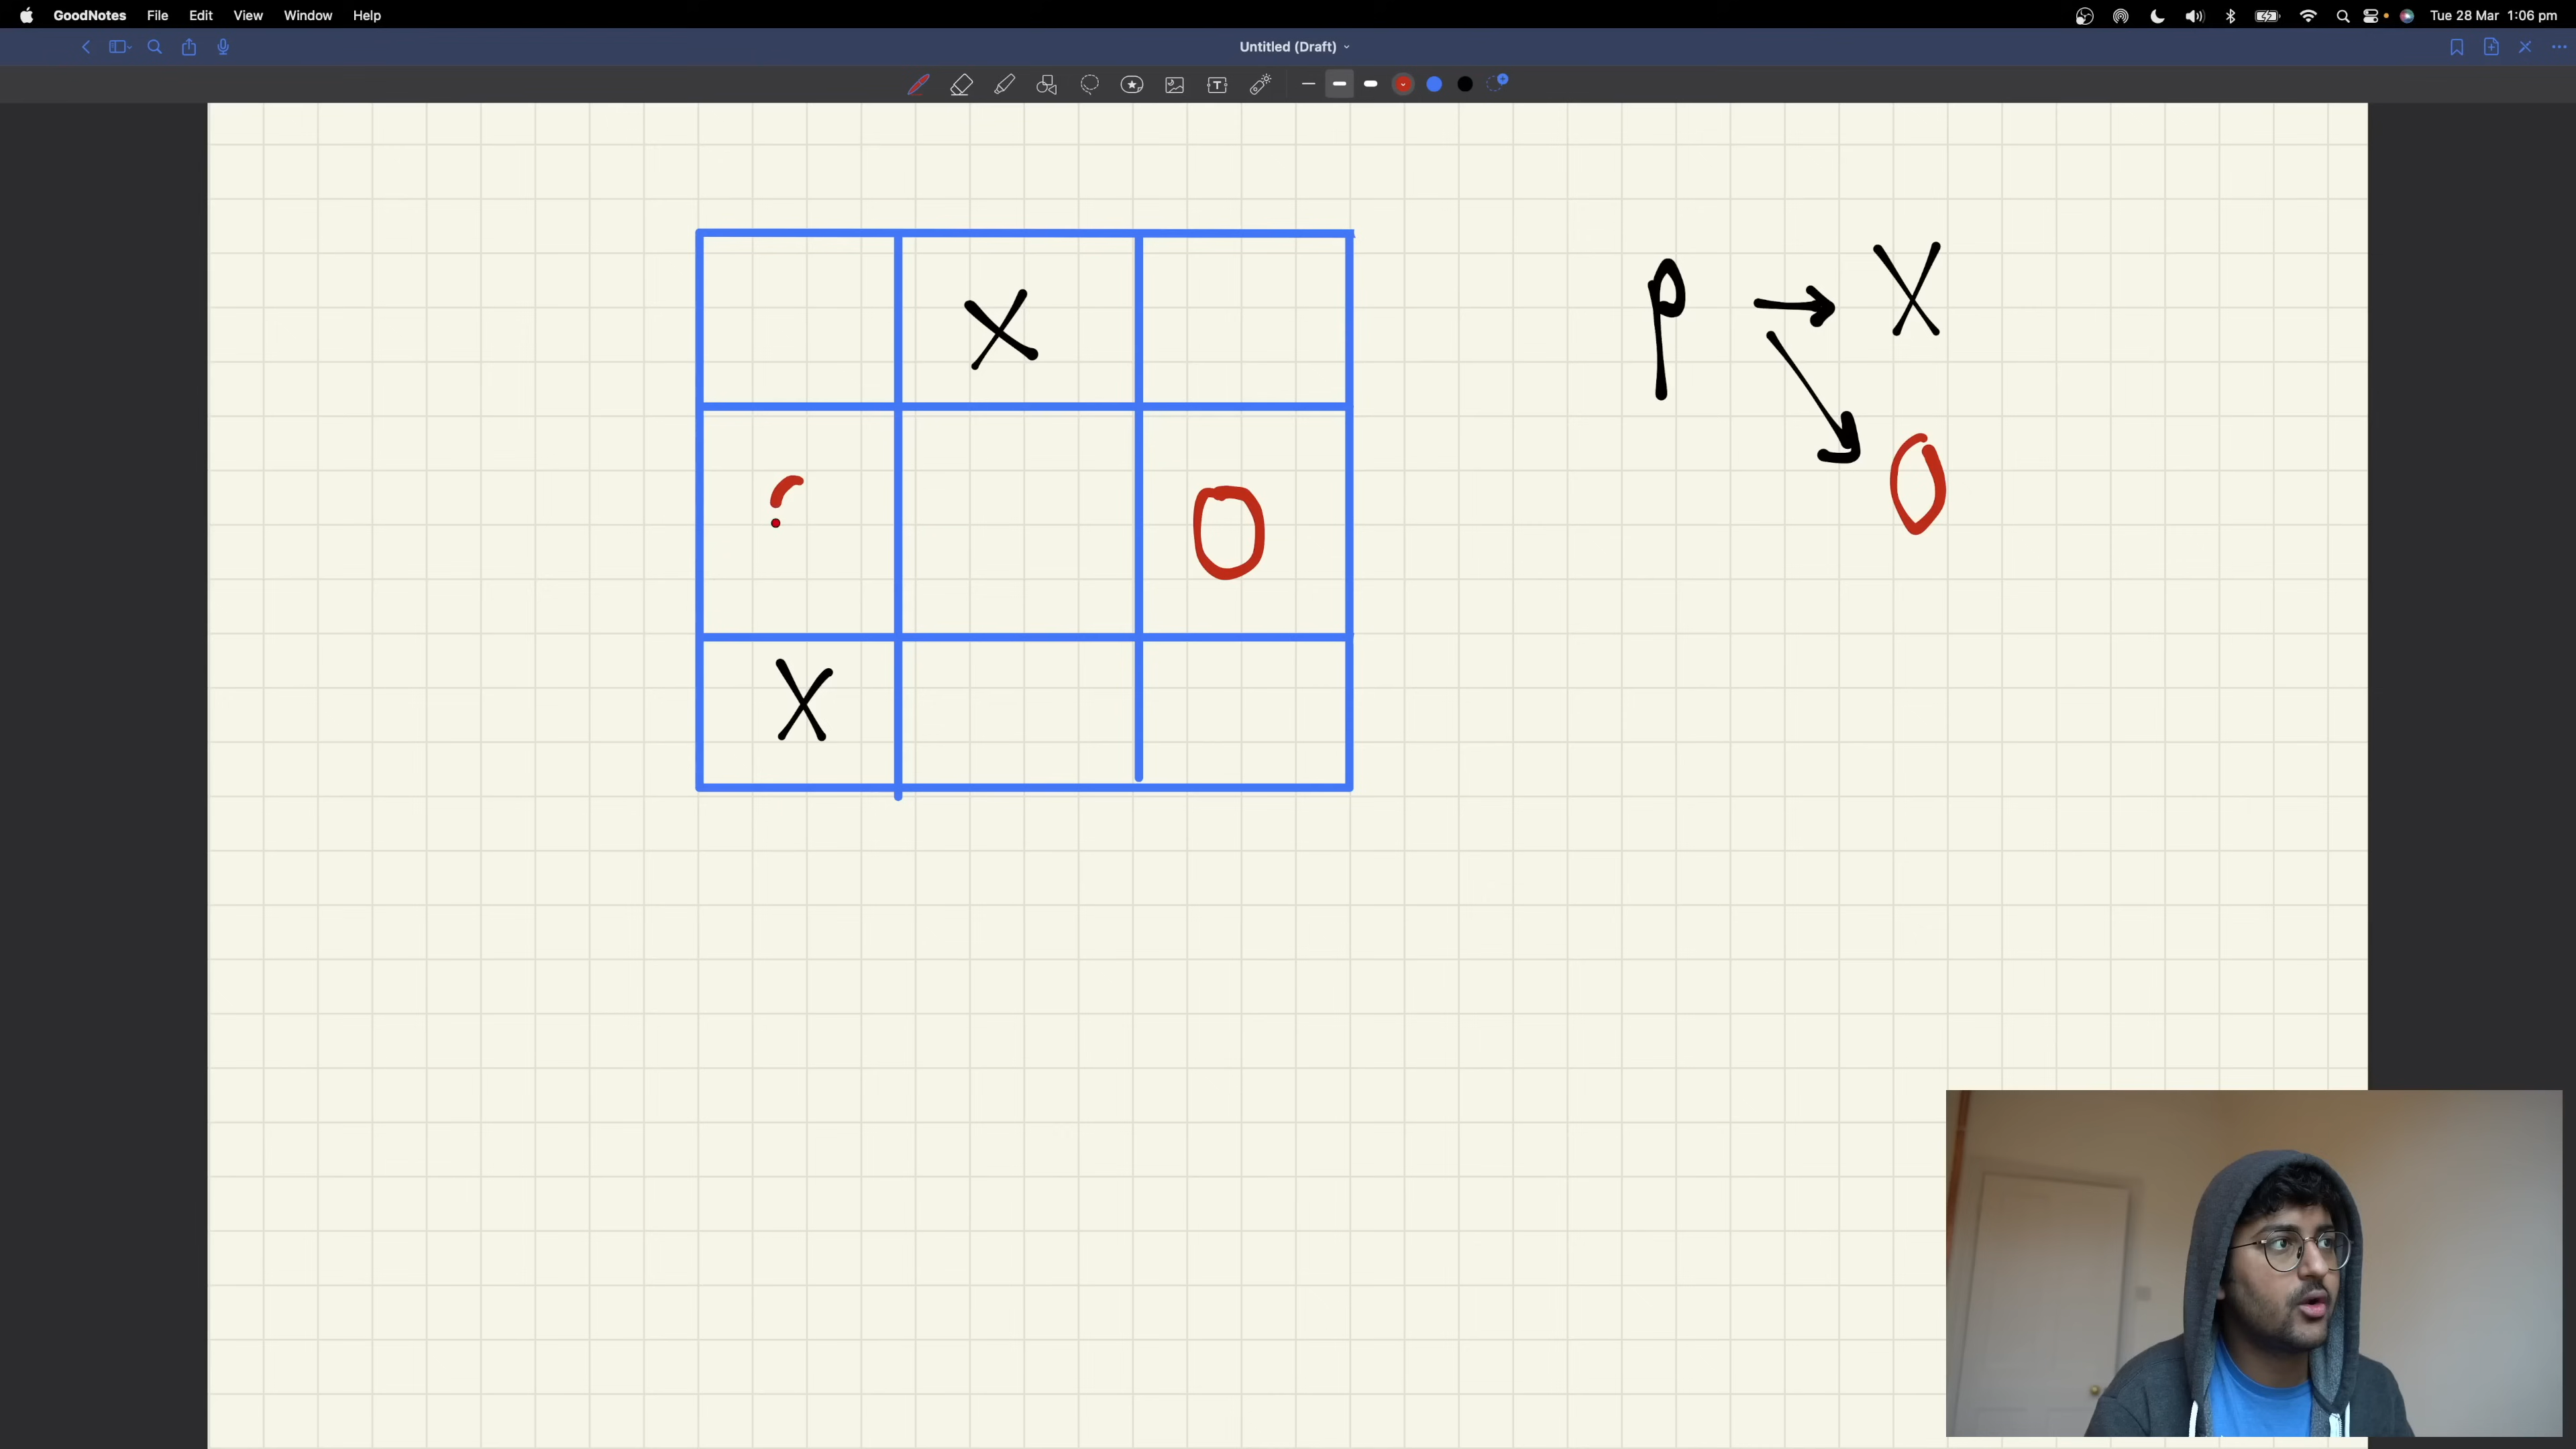 GoodNotes File Edit View Window Help
Tue 28 Mar 1:06 pm
Untitled (Draft)
X
p → X
O
O
X